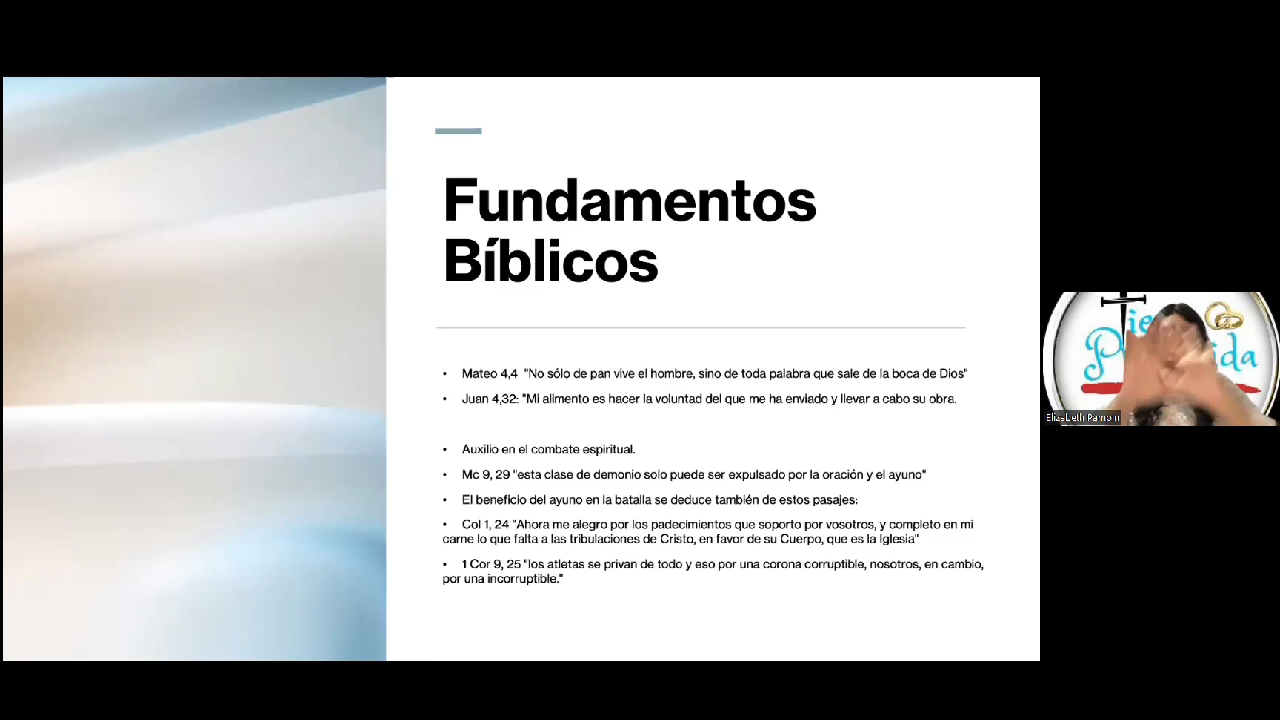 Fundamentos
Bíblicos
• Mateo 4,4 "No sólo de pan vive el hombre, sino de toda palabra que sale de la boca de Dios"
• Juan 4,32: "Mi alimento es hacer la voluntad del que me ha enviado y llevar a cabo su obra.
• Auxilio en el combate espiritual.
• Mc 9, 29 "esta clase de demonio solo puede ser expulsado por la oración y el ayuno"
• El beneficio del ayuno en la batalla se deduce también de estos pasajes:
• Col 1, 24 "Ahora me alegro por los padecimientos que soporto por vosotros, y completo en mi
carne lo que falta a las tribulaciones de Cristo, en favor de su Cuerpo, que es la Iglesia"
• 1 Cor 9, 25 "los atletas se privan de todo y eso por una corona corruptible, nosotros, en cambio,
por una incorruptible."
Elizabeth